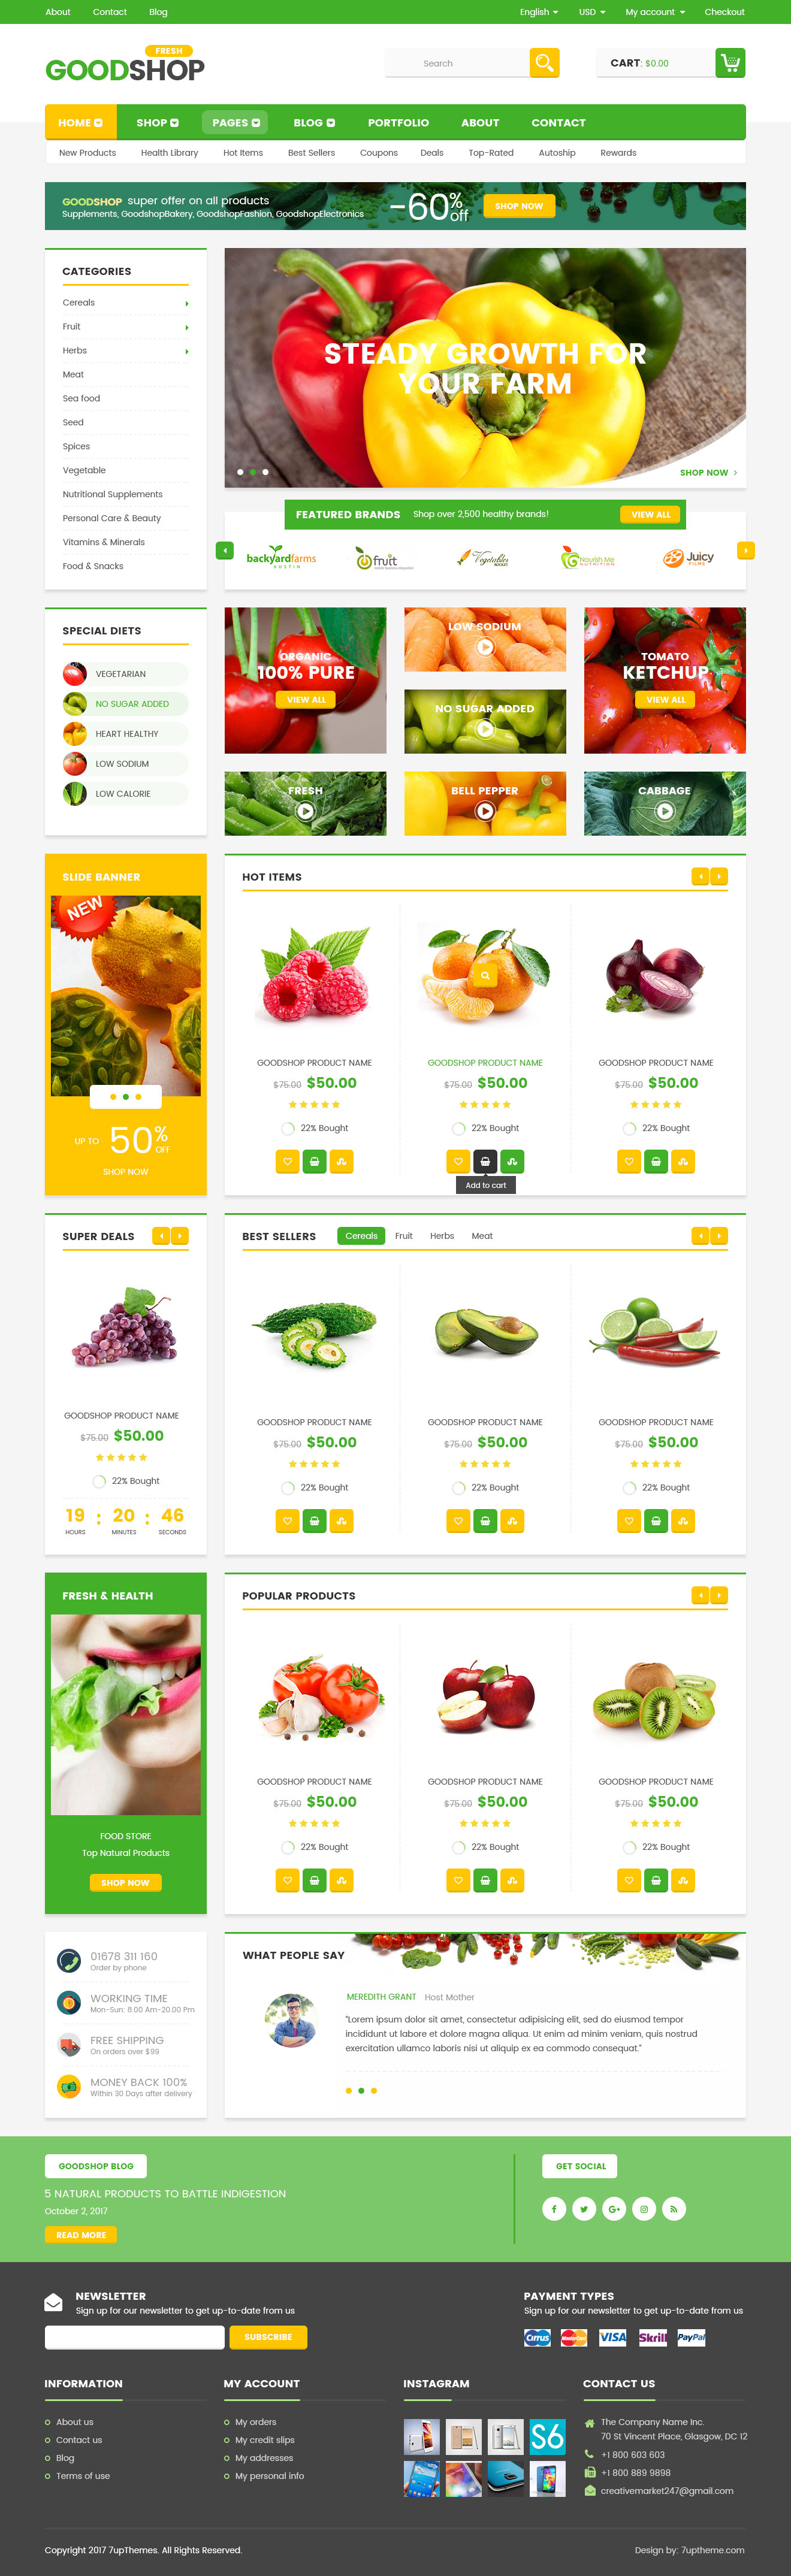 About Contact Blog English USD My account Checkout
FRESH
GOODSHOP
Search
CART: $0.00
HOME SHOP PAGES BLOG PORTFOLIO ABOUT CONTACT
New Products Health Library Hot Items Best Sellers Coupons Deals Top-Rated Autoship Rewards
GOODSHOP super offer on all products
Supplements, GoodshopBakery, GoodshopFashion, GoodshopElectronics
-60% off
SHOP NOW
CATEGORIES
Cereals
Fruit
Herbs
Meat
Sea food
Seed
Spices
Vegetable
Nutritional Supplements
Personal Care & Beauty
Vitamins & Minerals
Food & Snacks
STEADY GROWTH FOR
YOUR FARM
SHOP NOW
FEATURED BRANDS Shop over 2,500 healthy brands! VIEW ALL
backyardfarms
AUSTIN
fruit
Vegetables
Nourish Me
NUTRITION
Juicy
FILMS
SPECIAL DIETS
VEGETARIAN
NO SUGAR ADDED
HEART HEALTHY
LOW SODIUM
LOW CALORIE
ORGANIC
100% PURE
VIEW ALL
LOW SODIUM
NO SUGAR ADDED
TOMATO
KETCHUP
VIEW ALL
FRESH
BELL PEPPER
CABBAGE
SLIDE BANNER
NEW
UP TO 50% OFF
SHOP NOW
HOT ITEMS
GOODSHOP PRODUCT NAME GOODSHOP PRODUCT NAME GOODSHOP PRODUCT NAME
$75.00 $50.00 $75.00 $50.00 $75.00 $50.00
22% Bought 22% Bought 22% Bought
Add to cart
SUPER DEALS
GOODSHOP PRODUCT NAME
$75.00 $50.00
22% Bought
19 : 20 : 46
HOURS MINUTES SECONDS
BEST SELLERS Cereals Fruit Herbs Meat
GOODSHOP PRODUCT NAME GOODSHOP PRODUCT NAME GOODSHOP PRODUCT NAME
$75.00 $50.00 $75.00 $50.00 $75.00 $50.00
22% Bought 22% Bought 22% Bought
FRESH & HEALTH
FOOD STORE
Top Natural Products
SHOP NOW
POPULAR PRODUCTS
GOODSHOP PRODUCT NAME GOODSHOP PRODUCT NAME GOODSHOP PRODUCT NAME
$75.00 $50.00 $75.00 $50.00 $75.00 $50.00
22% Bought 22% Bought 22% Bought
01678 311 160
Order by phone
WORKING TIME
Mon-Sun: 8.00 Am-20.00 Pm
FREE SHIPPING
On orders over $99
MONEY BACK 100%
Within 30 Days after delivery
WHAT PEOPLE SAY
MEREDITH GRANT Host Mother
"Lorem ipsum dolor sit amet, consectetur adipisicing elit, sed do eiusmod tempor
incididunt ut labore et dolore magna aliqua. Ut enim ad minim veniam, quis nostrud
exercitation ullamco laboris nisi ut aliquip ex ea commodo consequat."
GOODSHOP BLOG
5 NATURAL PRODUCTS TO BATTLE INDIGESTION
October 2, 2017
READ MORE
GET SOCIAL
NEWSLETTER
Sign up for our newsletter to get up-to-date from us
SUBSCRIBE
PAYMENT TYPES
Sign up for our newsletter to get up-to-date from us
Cirrus MasterCard VISA Skrill PayPal
INFORMATION
About us
Contact us
Blog
Terms of use
MY ACCOUNT
My orders
My credit slips
My addresses
My personal info
INSTAGRAM
S6
CONTACT US
The Company Name Inc.
70 St Vincent Place, Glasgow, DC 12
+1 800 603 603
+1 800 889 9898
creativemarket247@gmail.com
Copyright 2017 7upThemes. All Rights Reserved.
Design by: 7uptheme.com